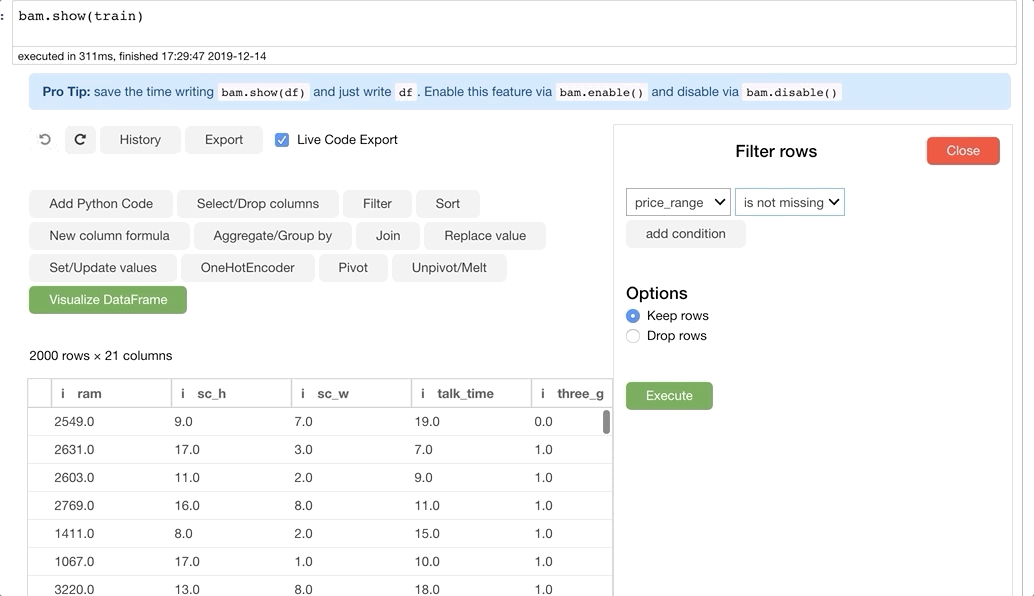 : bam.show(train)
executed in 311ms, finished 17:29:47 2019-12-14
Pro Tip: save the time writing bam.show(df) and just write df . Enable this feature via bam.enable() and disable via bam.disable()
History Export Live Code Export
Filter rows Close
price_range is not missing
add condition
Options
Keep rows
Drop rows
Execute
Add Python Code Select/Drop columns Filter Sort
New column formula Aggregate/Group by Join Replace value
Set/Update values OneHotEncoder Pivot Unpivot/Melt
Visualize DataFrame
2000 rows × 21 columns
i ram i sc_h i sc_w i talk_time i three_g
2549.0 9.0 7.0 19.0 0.0
2631.0 17.0 3.0 7.0 1.0
2603.0 11.0 2.0 9.0 1.0
2769.0 16.0 8.0 11.0 1.0
1411.0 8.0 2.0 15.0 1.0
1067.0 17.0 1.0 10.0 1.0
3220.0 13.0 8.0 18.0 1.0